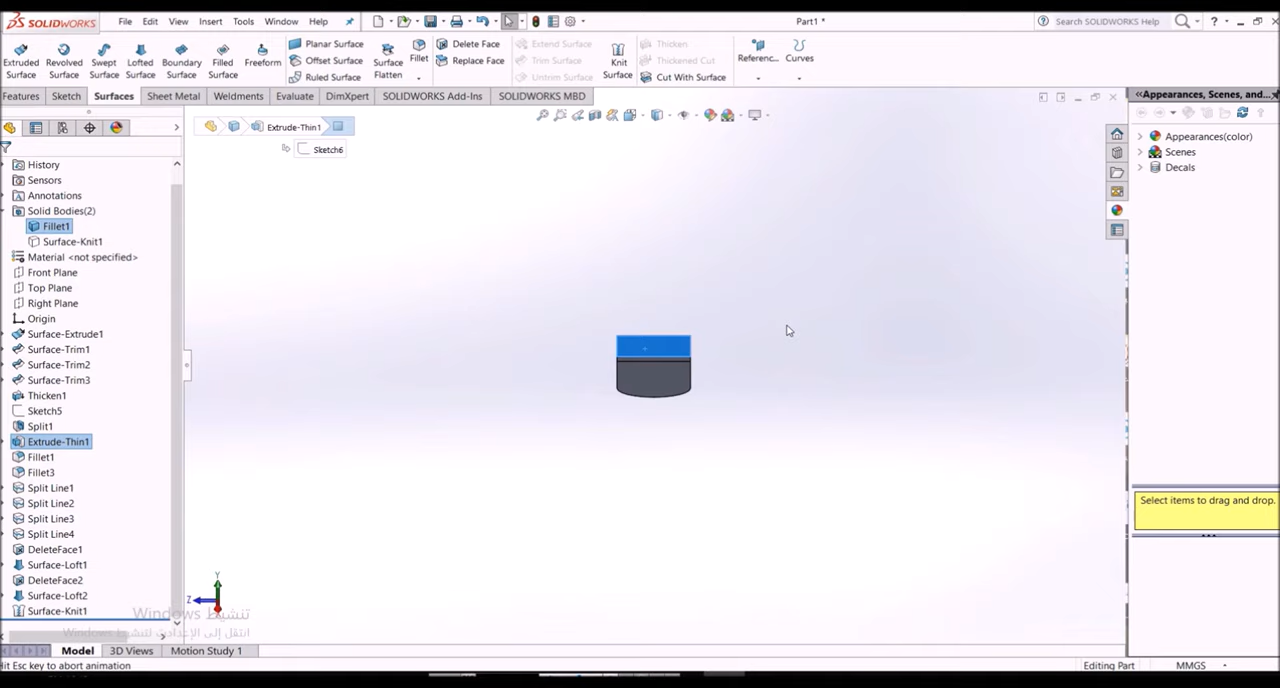 SOLIDWORKS File Edit View Insert Tools Window Help Part1 * Search SOLIDWORKS Help
Extruded Surface Revolved Surface Swept Surface Lofted Surface Boundary Surface Filled Surface Freeform
Planar Surface
Offset Surface
Ruled Surface
Surface Flatten
Fillet
Delete Face
Replace Face
Extend Surface
Trim Surface
Untrim Surface
Knit Surface
Thicken
Thickened Cut
Cut With Surface
Referenc...
Curves
Features Sketch Surfaces Sheet Metal Weldments Evaluate DimXpert SOLIDWORKS Add-Ins SOLIDWORKS MBD
Extrude-Thin1
Sketch6
History
Sensors
Annotations
Solid Bodies(2)
Fillet1
Surface-Knit1
Material <not specified>
Front Plane
Top Plane
Right Plane
Origin
Surface-Extrude1
Surface-Trim1
Surface-Trim2
Surface-Trim3
Thicken1
Sketch5
Split1
Extrude-Thin1
Fillet1
Fillet3
Split Line1
Split Line2
Split Line3
Split Line4
DeleteFace1
Surface-Loft1
DeleteFace2
Surface-Loft2
Surface-Knit1
Y
Z
تنشيط Windows
انتقل إلى الإعدادات لتنشيط Windows
Appearances, Scenes, and...
Appearances(color)
Scenes
Decals
Select items to drag and drop.
Model 3D Views Motion Study 1
Hit Esc key to abort animation Editing Part MMGS